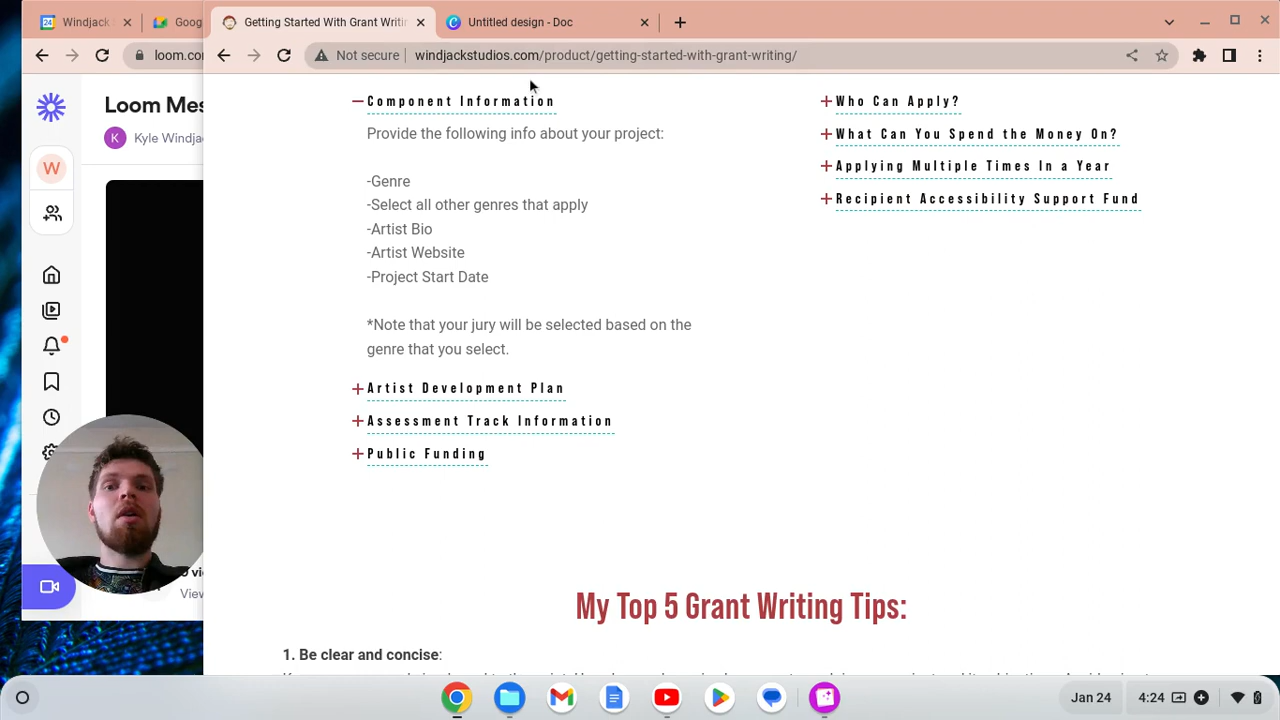 Windjack
Goog
Getting Started With Grant Writin
Untitled design - Doc
loom.co
Not secure
windjackstudios.com/product/getting-started-with-grant-writing/
Loom Mes
K
Kyle Windja
W
Component Information
Provide the following info about your project:
-Genre
-Select all other genres that apply
-Artist Bio
-Artist Website
-Project Start Date
*Note that your jury will be selected based on the
genre that you select.
Artist Development Plan
Assessment Track Information
Public Funding
Who Can Apply?
What Can You Spend the Money On?
Applying Multiple Times In a Year
Recipient Accessibility Support Fund
View
My Top 5 Grant Writing Tips:
1. Be clear and concise:
Jan 24
4:24